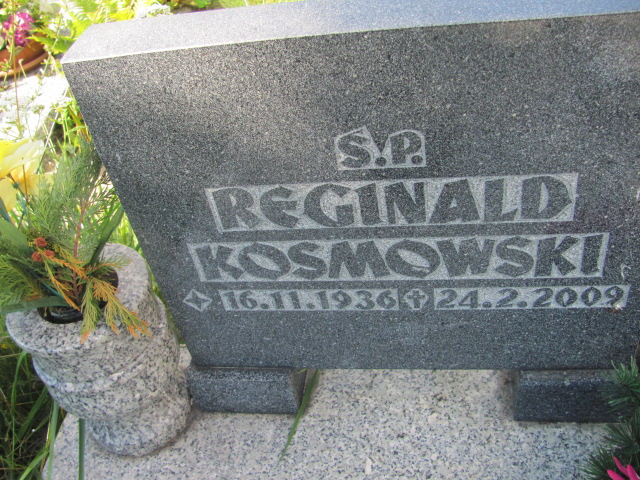 Ś.P.
REGINALD
KOSMOWSKI
✧ 16.11.1936 ✝ 24.2.2009